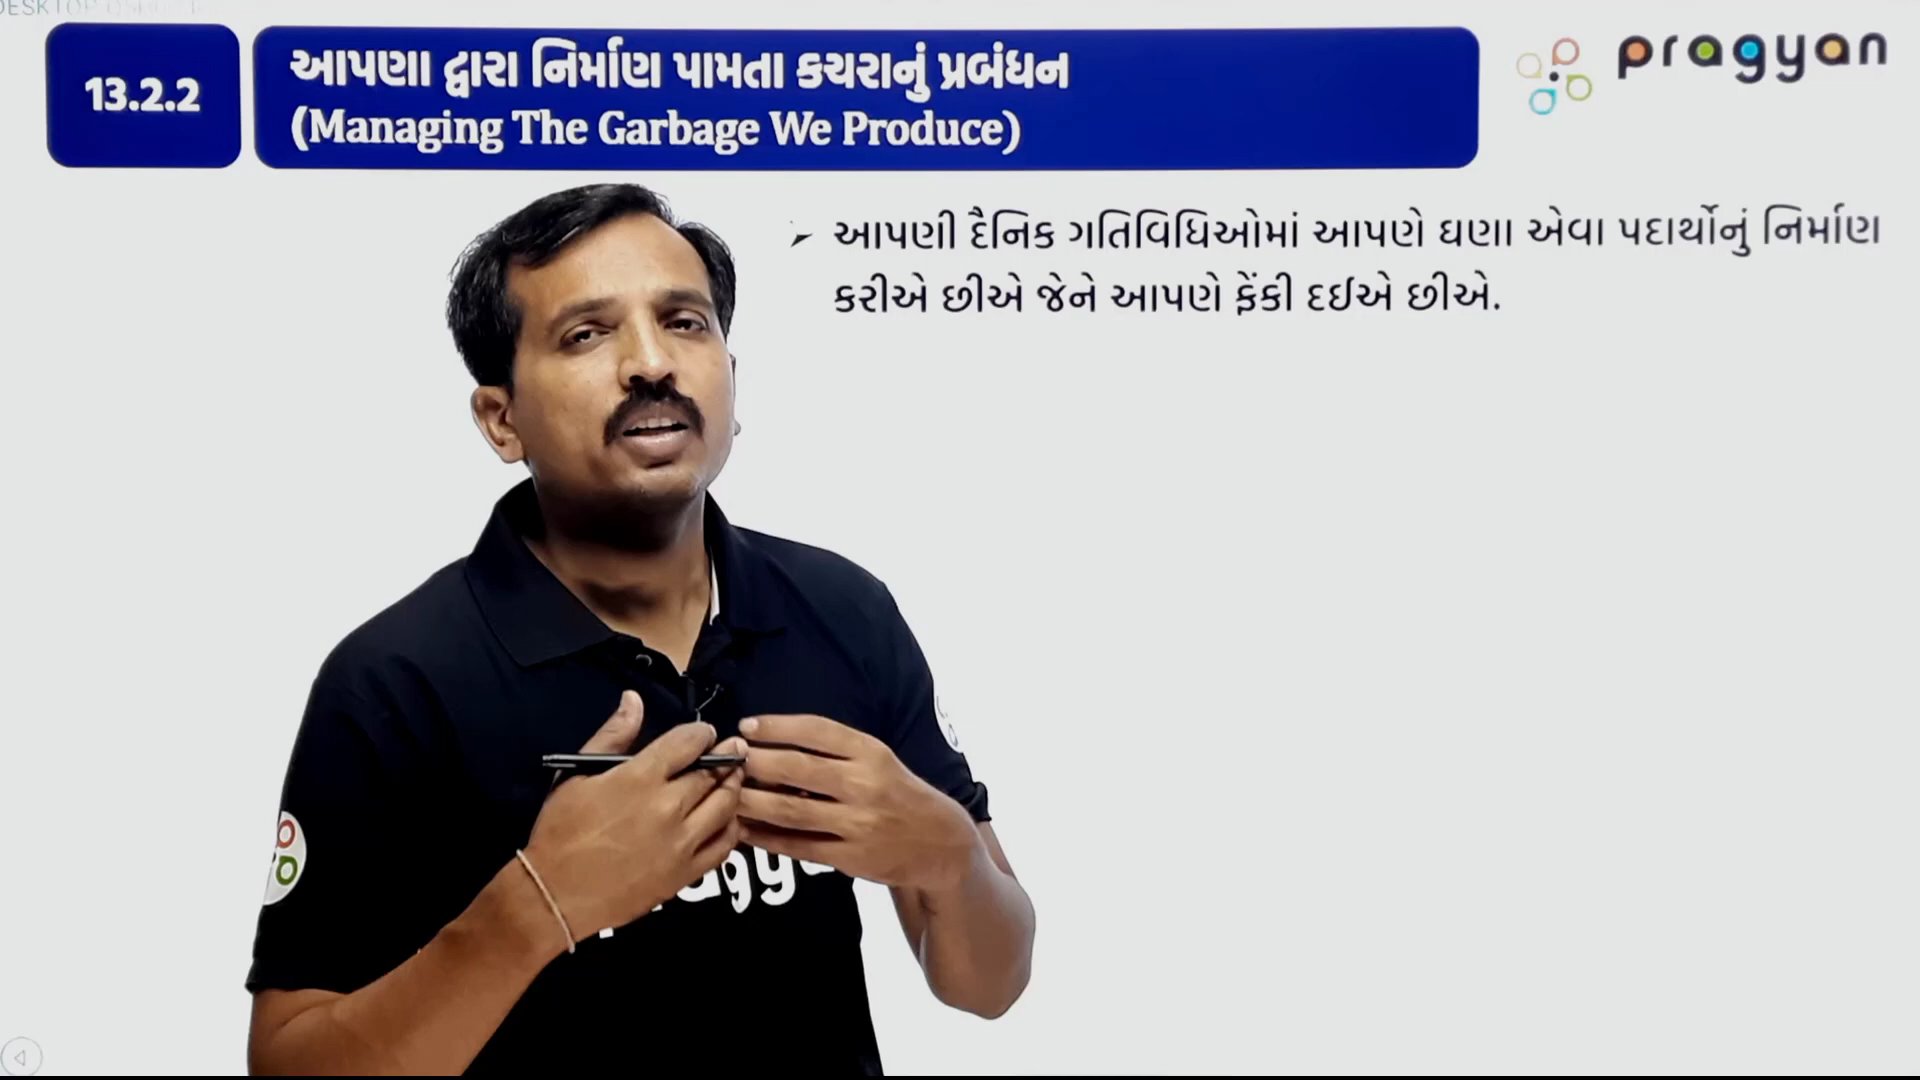 13.2.2
આપણા દ્વારા નિર્માણ પામતા કચરાનું પ્રબંધન
(Managing The Garbage We Produce)
pragyan
➢ આપણી દૈનિક ગતિવિધિઓમાં આપણે ઘણા એવા પદાર્થોનું નિર્માણ
કરીએ છીએ જેને આપણે ફેંકી દઈએ છીએ.